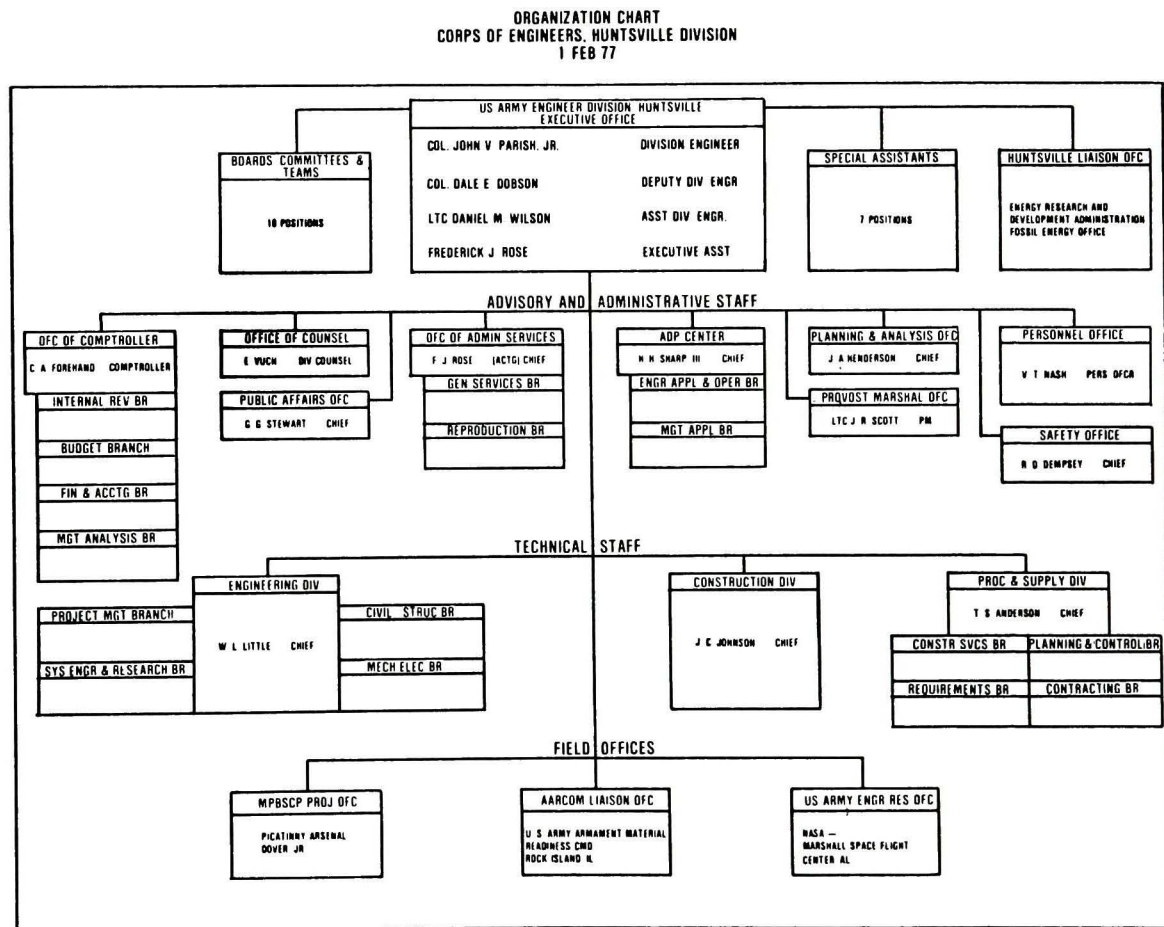 ORGANIZATION CHART
CORPS OF ENGINEERS, HUNTSVILLE DIVISION
1 FEB 77
US ARMY ENGINEER DIVISION HUNTSVILLE
EXECUTIVE OFFICE
COL. JOHN V PARISH, JR. DIVISION ENGINEER
COL. DALE E DOBSON DEPUTY DIV ENGR
LTC DANIEL M WILSON ASST DIV ENGR.
FREDERICK J ROSE EXECUTIVE ASST
BOARDS COMMITTEES &
TEAMS
POSITIONS
SPECIAL ASSISTANTS
7 POSITIONS
HUNTSVILLE LIAISON OFC
ENERGY RESEARCH AND
DEVELOPMENT ADMINISTRATION
FOSSIL ENERGY OFFICE
ADVISORY AND ADMINISTRATIVE STAFF
OFC OF COMPTROLLER
C A FOREHAND COMPTROLLER
INTERNAL REV BR
BUDGET BRANCH
FIN & ACCTG BR
MGT ANALYSIS BR
OFFICE OF COUNSEL
E DIV COUNSEL
PUBLIC AFFAIRS OFC
G G STEWART CHIEF
OFC OF ADMIN SERVICES
F J ROSE (ACTG) CHIEF
GEN SERVICES BR
REPRODUCTION BR
ADP CENTER
SHARP III CHIEF
ENGR APPL & OPER BR
MGT APPL BR
PLANNING & ANALYSIS OFC
J A HENDERSON CHIEF
PROVOST MARSHAL OFC
LTC J R SCOTT PM
PERSONNEL OFFICE
V T NASH PERS OFCR
SAFETY OFFICE
DEMPSEY CHIEF
TECHNICAL STAFF
ENGINEERING DIV
W L LITTLE CHIEF
PROJECT MGT BRANCH
SYS ENGR & RESEARCH BR
CIVIL STRUC BR
MECH ELEC BR
CONSTRUCTION DIV
J C JOHNSON CHIEF
PROC & SUPPLY DIV
T S ANDERSON CHIEF
CONSTR SVCS BR
PLANNING & CONTROL BR
REQUIREMENTS BR
CONTRACTING BR
FIELD OFFICES
MPBSCP PROJ OFC
PICATINNY ARSENAL
DOVER JR
AARCOM LIAISON OFC
U S ARMY ARMAMENT MATERIAL
READINESS CMD
ROCK ISLAND IL
US ARMY ENGR RES OFC
NASA —
MARSHALL SPACE FLIGHT
CENTER AL